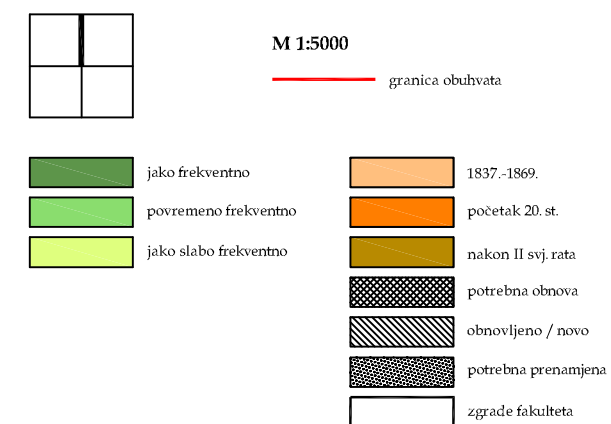 M 1:5000
granica obuhvata
jako frekventno
povremeno frekventno
jako slabo frekventno
1837.-1869.
početak 20. st.
nakon II svj. rata
potrebna obnova
obnovljeno / novo
potrebna prenamjena
zgrade fakulteta